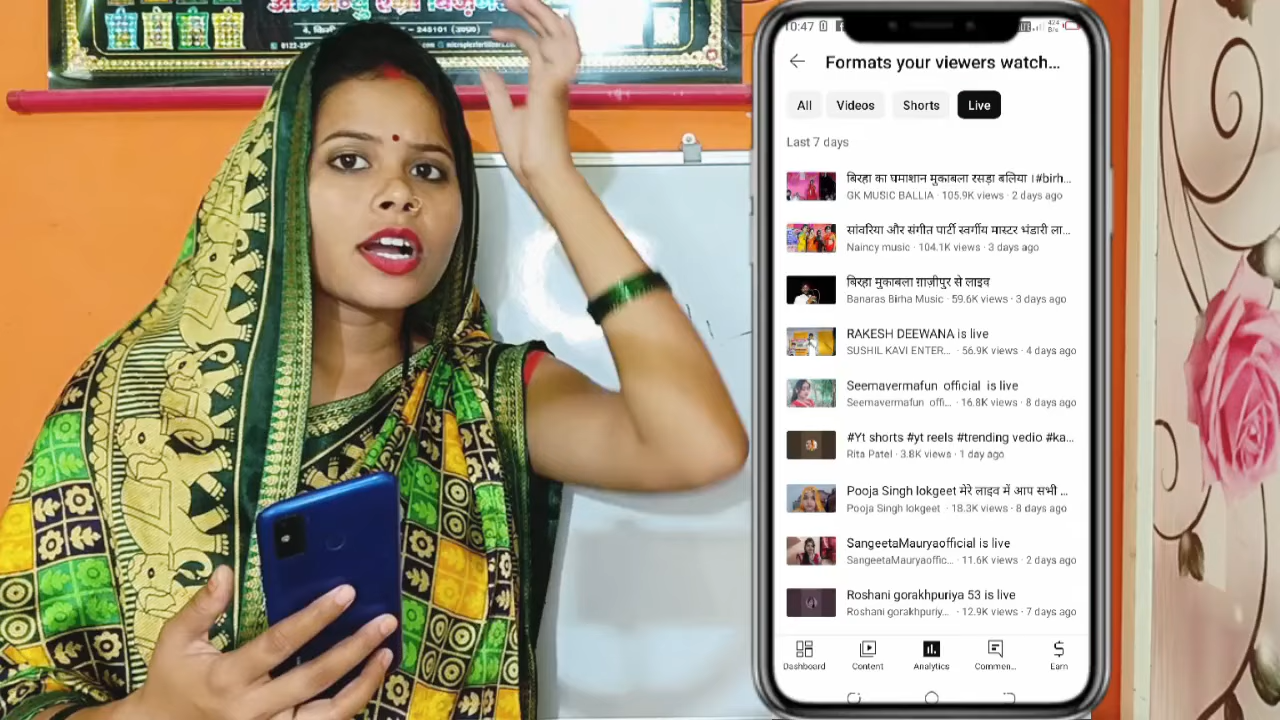 4, बिल्सी - 245101 (उ०प्र०)
10:47
Formats your viewers watch...
All Videos Shorts Live
Last 7 days
बिरहा का घमाशान मुकाबला रसड़ा बलिया ।#birh...
GK MUSIC BALLIA · 105.9K views · 2 days ago
सांवरिया और संगीत पार्टी स्वर्गीय मास्टर भंडारी ला...
Naincy music · 104.1K views · 3 days ago
बिरहा मुकाबला ग़ाज़ीपुर से लाइव
Banaras Birha Music · 59.6K views · 3 days ago
RAKESH DEEWANA is live
SUSHIL KAVI ENTER... · 56.9K views · 4 days ago
Seemavermafun official is live
Seemavermafun offi... · 16.8K views · 8 days ago
#Yt shorts #yt reels #trending vedio #ka...
Rita Patel · 3.8K views · 1 day ago
Pooja Singh lokgeet मेरे लाइव में आप सभी ...
Pooja Singh lokgeet · 18.3K views · 8 days ago
SangeetaMauryaofficial is live
SangeetaMauryaoffic... · 11.6K views · 2 days ago
Roshani gorakhpuriya 53 is live
Roshani gorakhpuriy... · 12.9K views · 7 days ago
Dashboard Content Analytics Commen... Earn